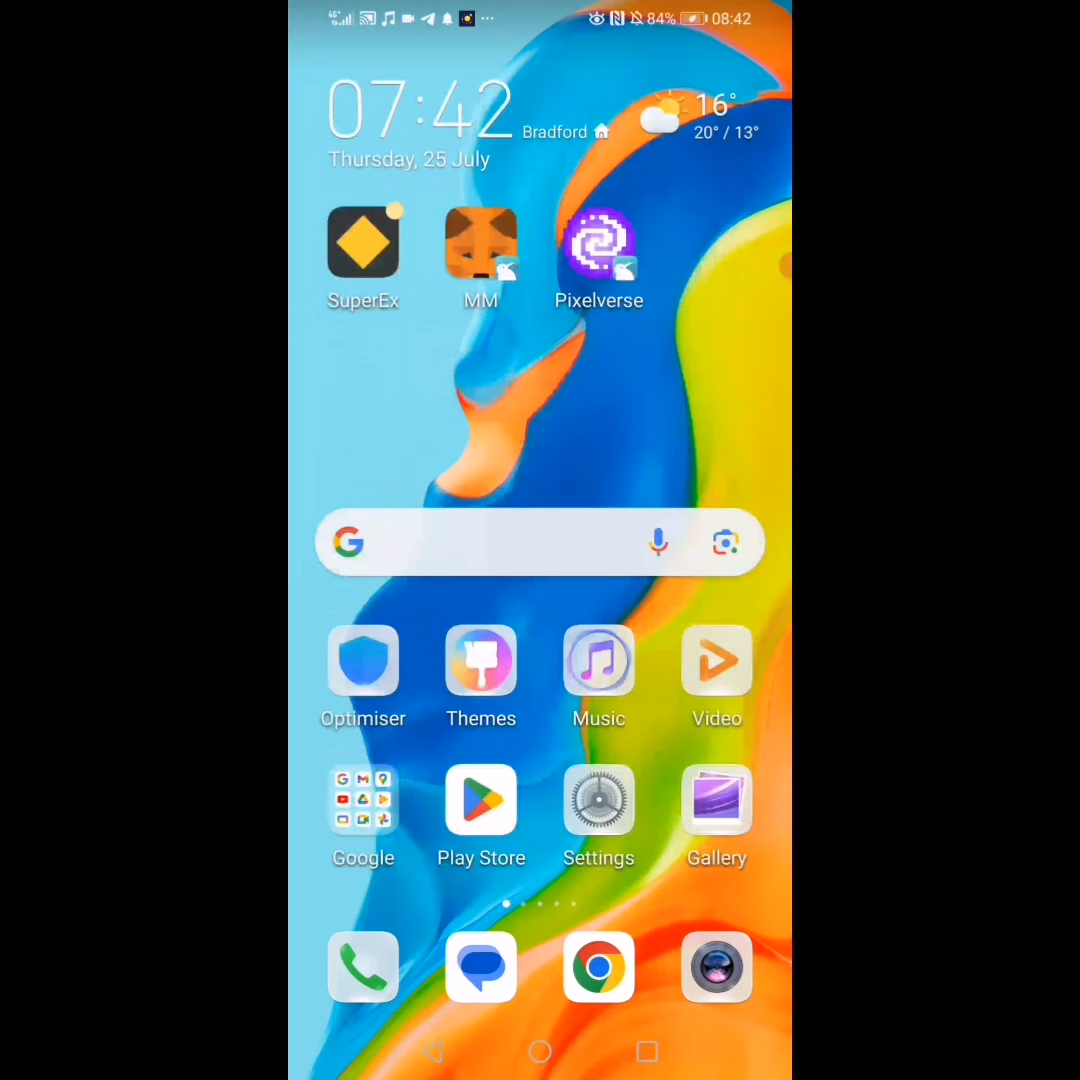 4G+ 84% 08:42
07:42
Bradford
16°
20° / 13°
Thursday, 25 July
SuperEx MM Pixelverse
G
Optimiser Themes Music Video
Google Play Store Settings Gallery